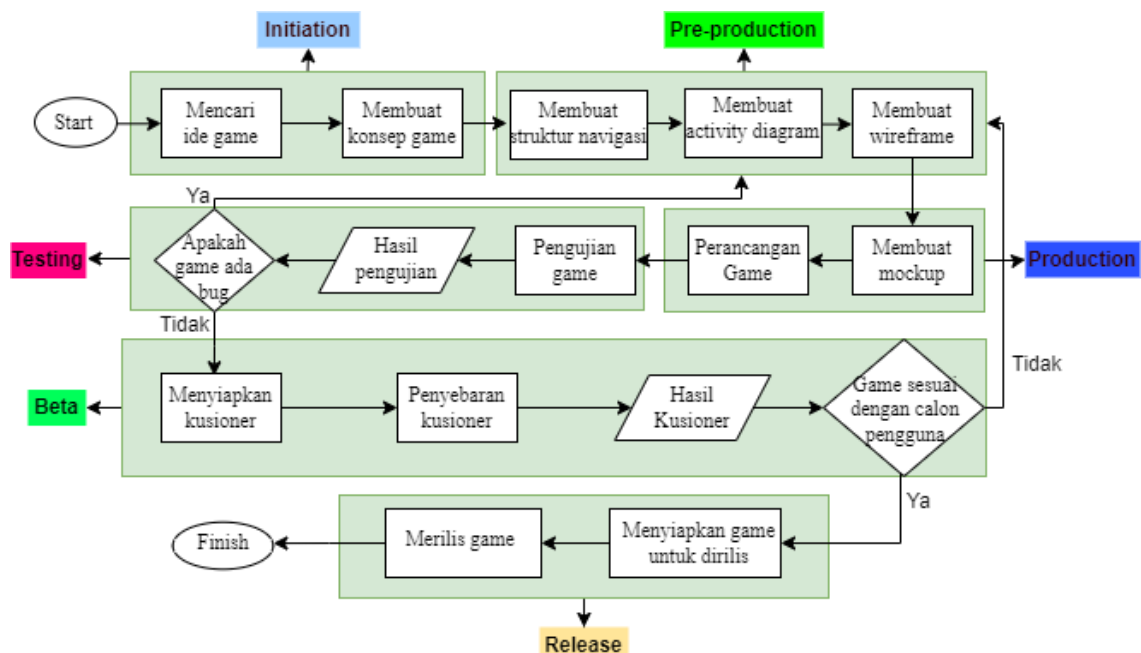 Initiation
Pre-production
Start
Mencari
ide game
Membuat
konsep game
Membuat
struktur navigasi
Membuat
activity diagram
Membuat
wireframe
Ya
Testing
Apakah
game ada
bug
Hasil
pengujian
Pengujian
game
Perancangan
Game
Membuat
mockup
Production
Tidak
Beta
Menyiapkan
kusioner
Penyebaran
kusioner
Hasil
Kusioner
Game sesuai
dengan calon
pengguna
Tidak
Ya
Finish
Merilis game
Menyiapkan game
untuk dirilis
Release